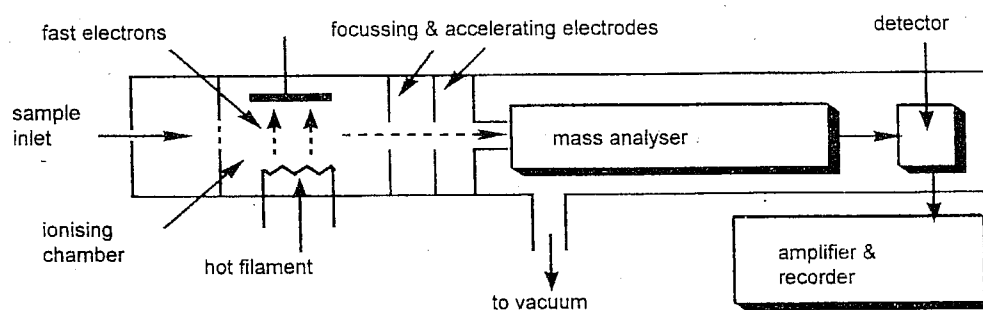 fast electrons
focussing & accelerating electrodes
detector
sample
inlet
mass analyser
ionising
chamber
hot filament
to vacuum
amplifier &
recorder